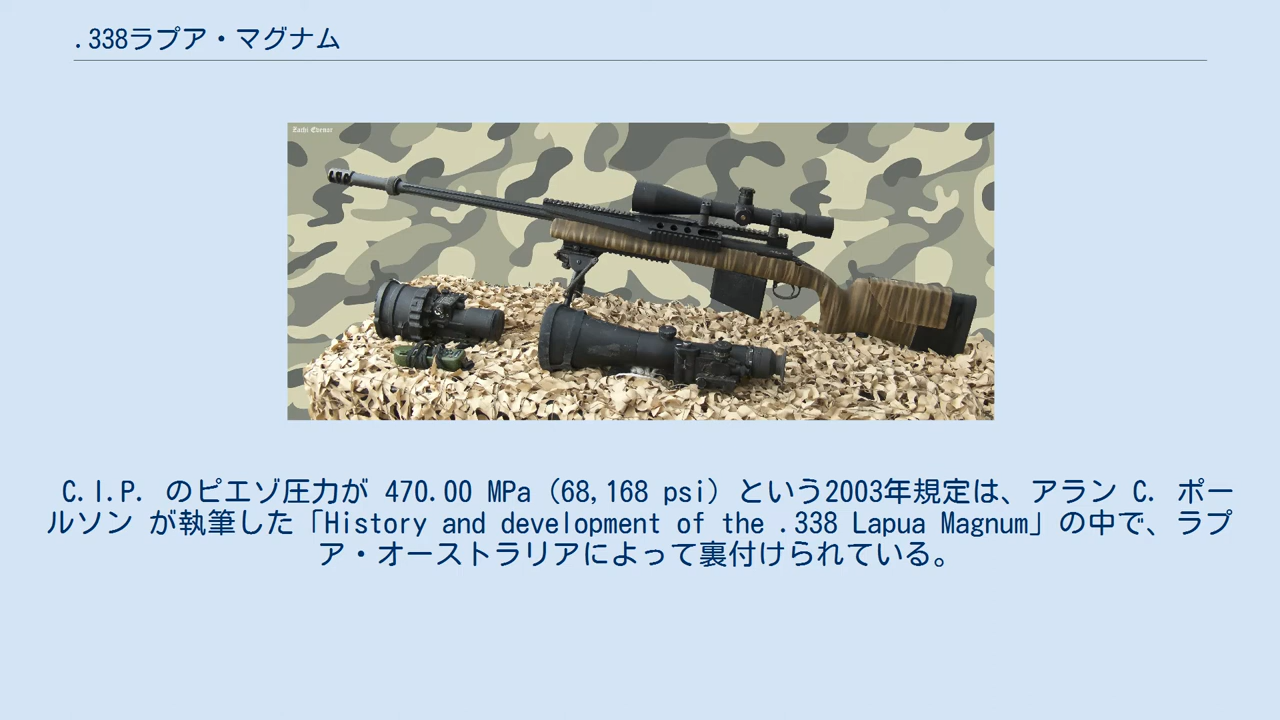 .338ラプア・マグナム
Zachi Evenor
C.I.P. のピエゾ圧力が 470.00 MPa（68,168 psi）という2003年規定は、アラン C. ポー
ルソン が執筆した「History and development of the .338 Lapua Magnum」の中で、ラプ
ア・オーストラリアによって裏付けられている。